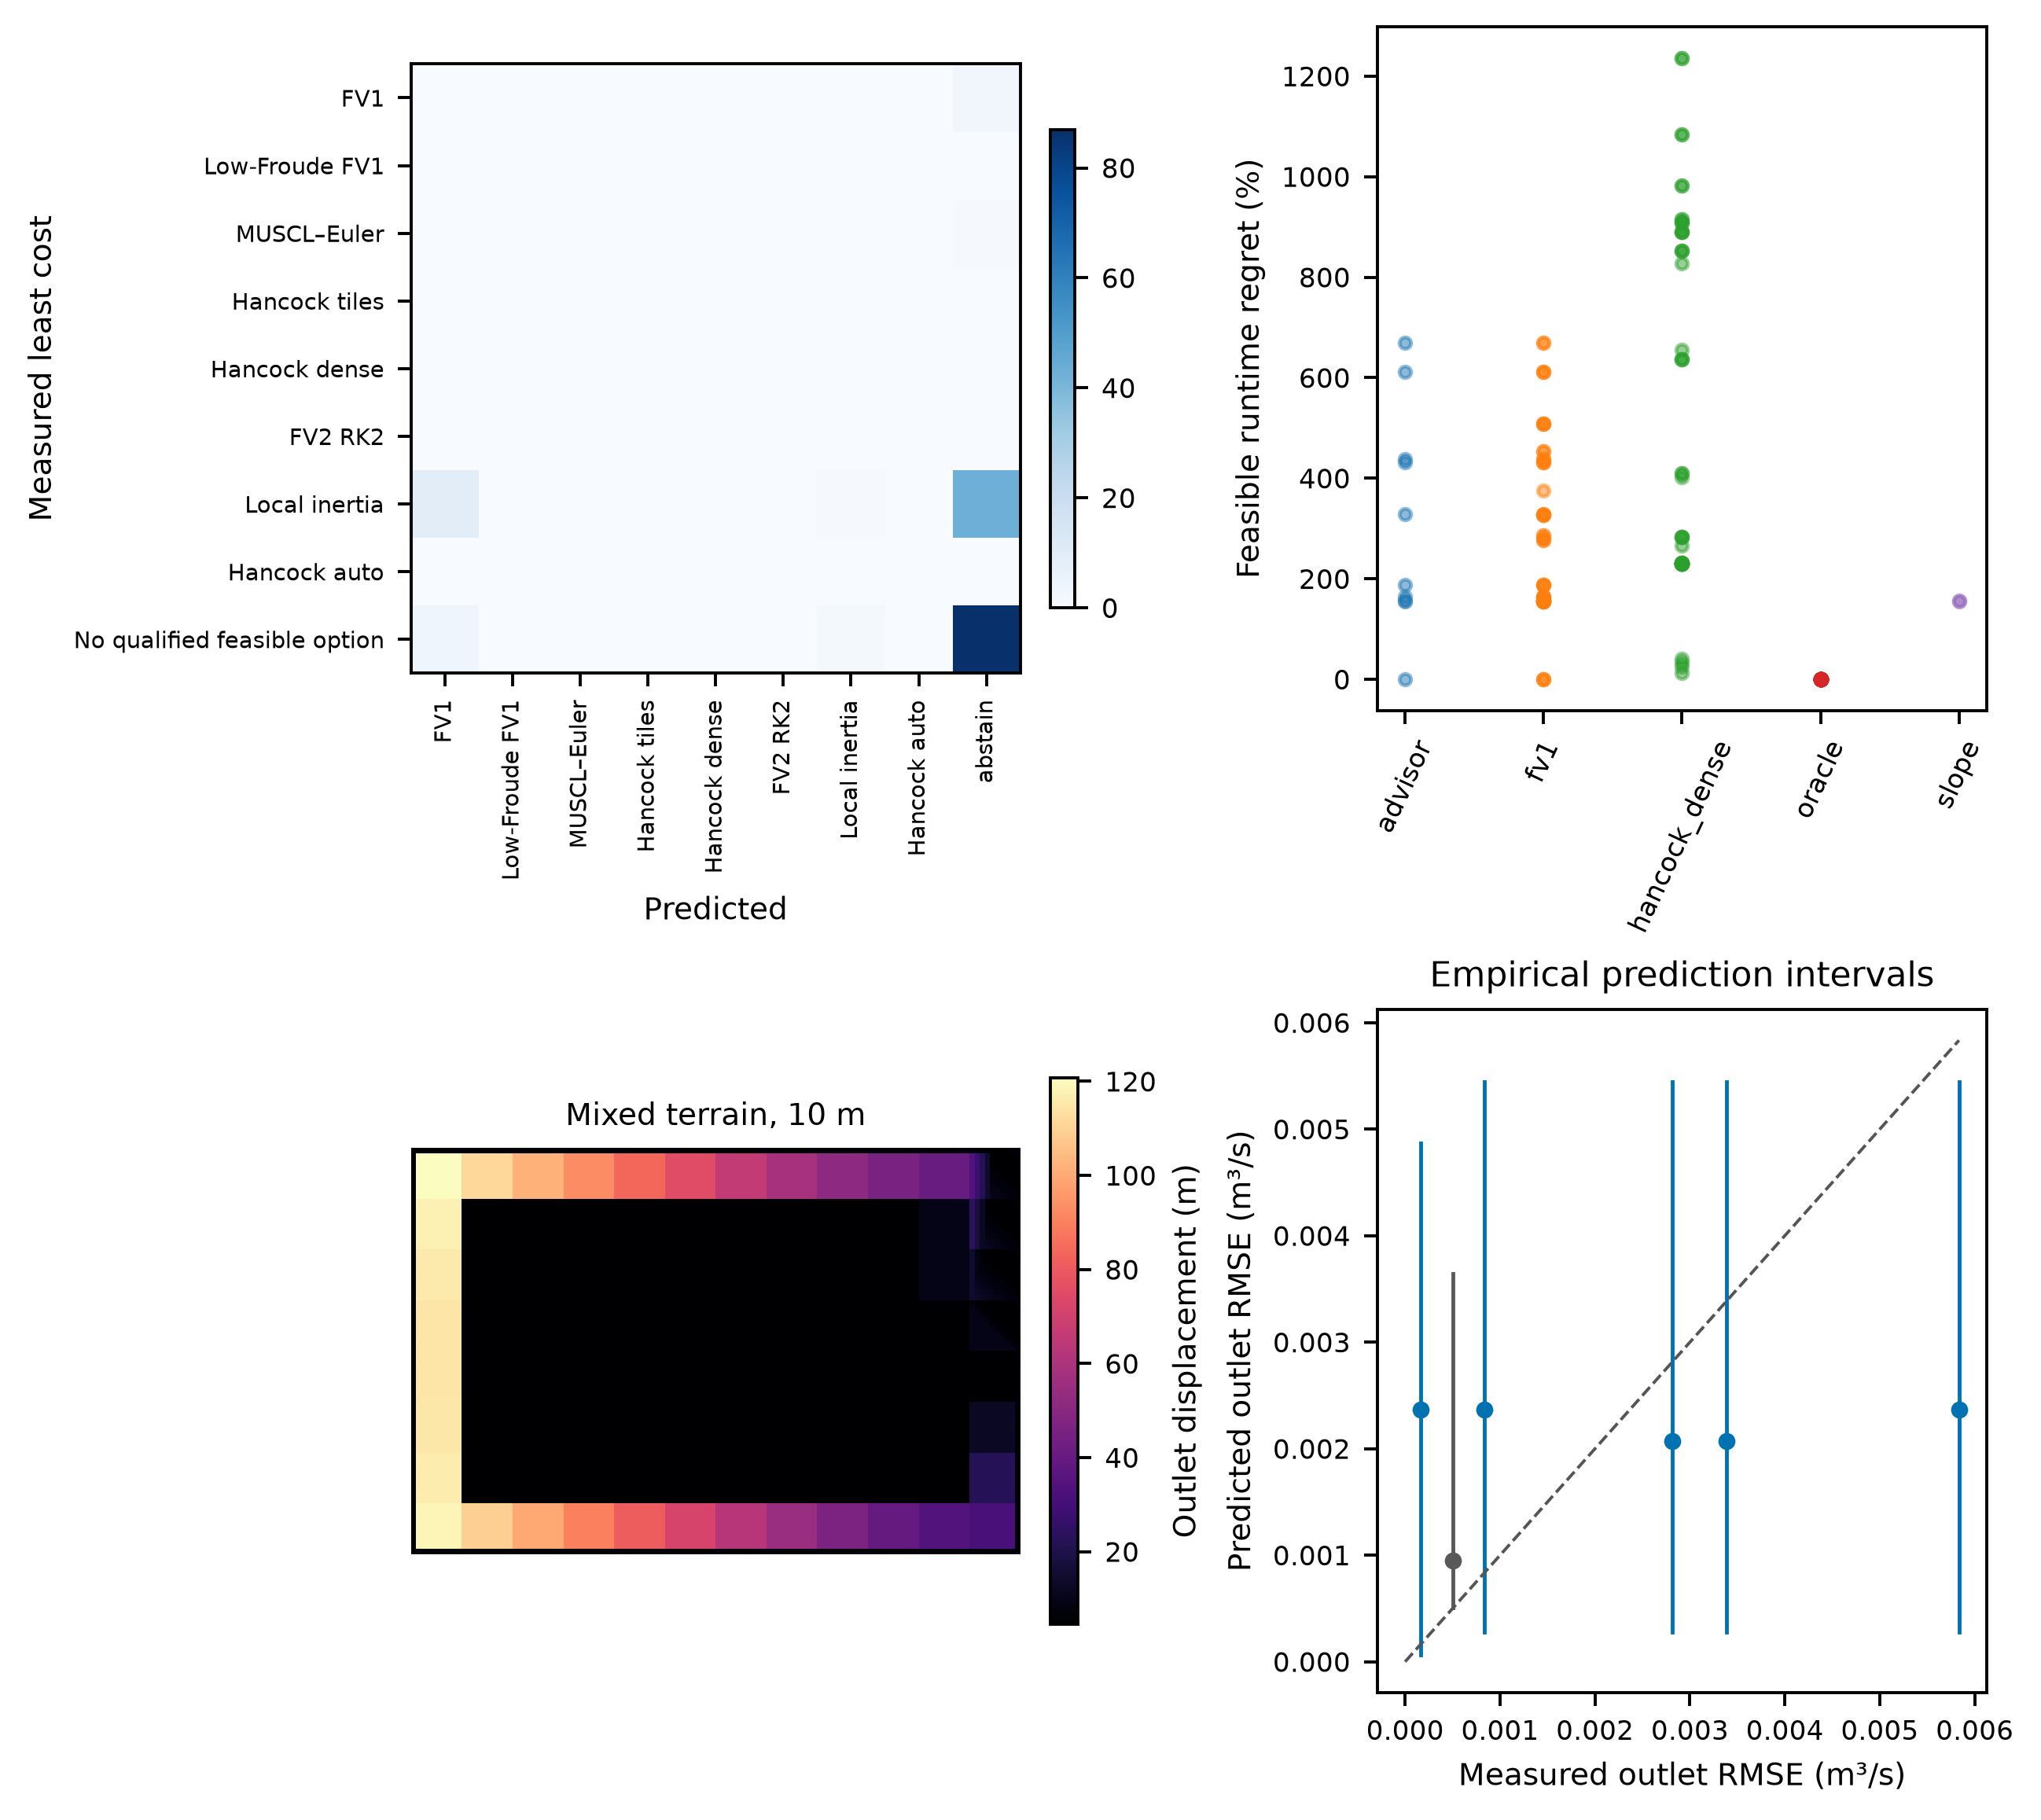 Measured least cost
FV1
Low-Froude FV1
MUSCL–Euler
Hancock tiles
Hancock dense
FV2 RK2
Local inertia
Hancock auto
No qualified feasible option
FV1
Low-Froude FV1
MUSCL–Euler
Hancock tiles
Hancock dense
FV2 RK2
Local inertia
Hancock auto
abstain
Predicted
80
60
40
20
0
Feasible runtime regret (%)
1200
1000
800
600
400
200
0
advisor
fv1
hancock_dense
oracle
slope
Mixed terrain, 10 m
120
100
80
60
40
20
Outlet displacement (m)
Empirical prediction intervals
Predicted outlet RMSE (m³/s)
0.006
0.005
0.004
0.003
0.002
0.001
0.000
0.000 0.001 0.002 0.003 0.004 0.005 0.006
Measured outlet RMSE (m³/s)